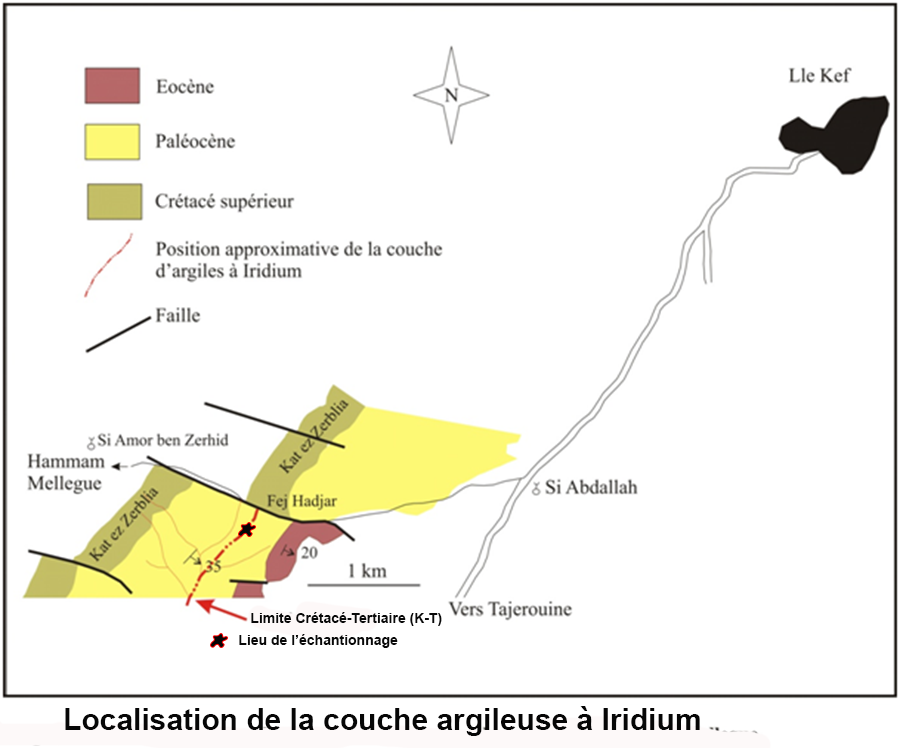 Eocène
Paléocène
Crétacé supérieur
Position approximative de la couche
d'argiles à Iridium
Faille
N
Lle Kef
Si Amor ben Zerhid
Hammam
Mellegue
Kat ez Zerblia
Kat ez Zerblia
Fej Hadjar
Si Abdallah
35
20
1 km
Vers Tajerouine
Limite Crétacé-Tertiaire (K-T)
Lieu de l'échantionnage
Localisation de la couche argileuse à Iridium